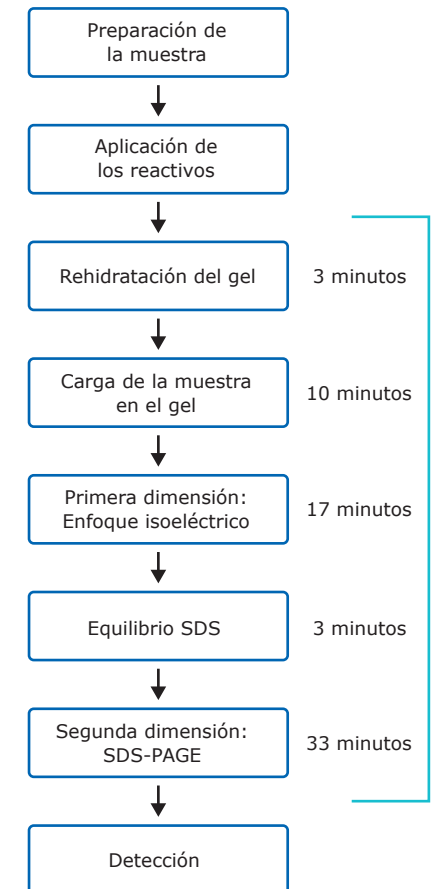 Preparación de
la muestra
Aplicación de
los reactivos
Rehidratación del gel
3 minutos
Carga de la muestra
en el gel
10 minutos
Primera dimensión:
Enfoque isoeléctrico
17 minutos
Equilibrio SDS
3 minutos
Segunda dimensión:
SDS-PAGE
33 minutos
Detección